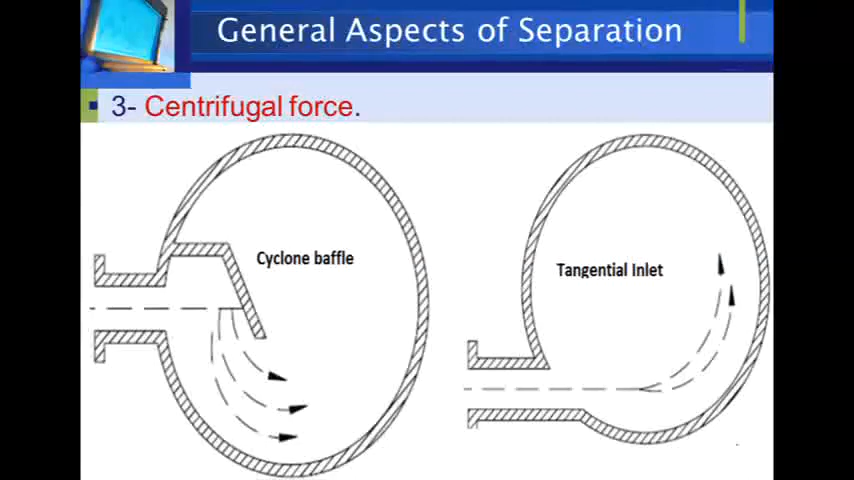 General Aspects of Separation
3- Centrifugal force.
Cyclone baffle
Tangential Inlet